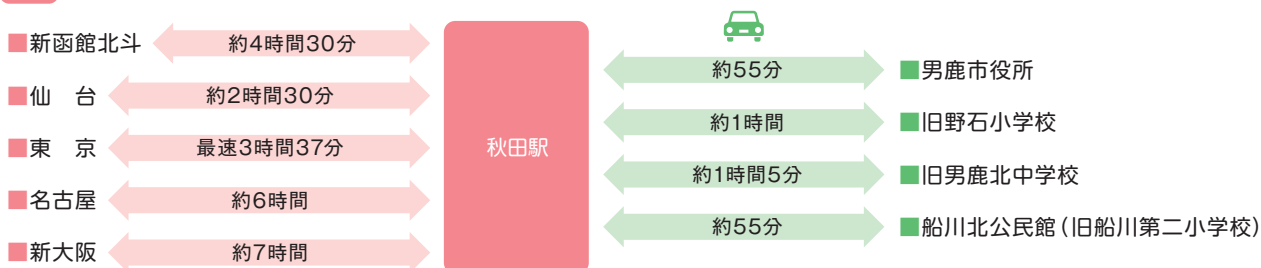 ■新函館北斗 約4時間30分
■仙　台 約2時間30分
■東　京 最速3時間37分
■名古屋 約6時間
■新大阪 約7時間
秋田駅
約55分 ■男鹿市役所
約1時間 ■旧野石小学校
約1時間5分 ■旧男鹿北中学校
約55分 ■船川北公民館（旧船川第二小学校）